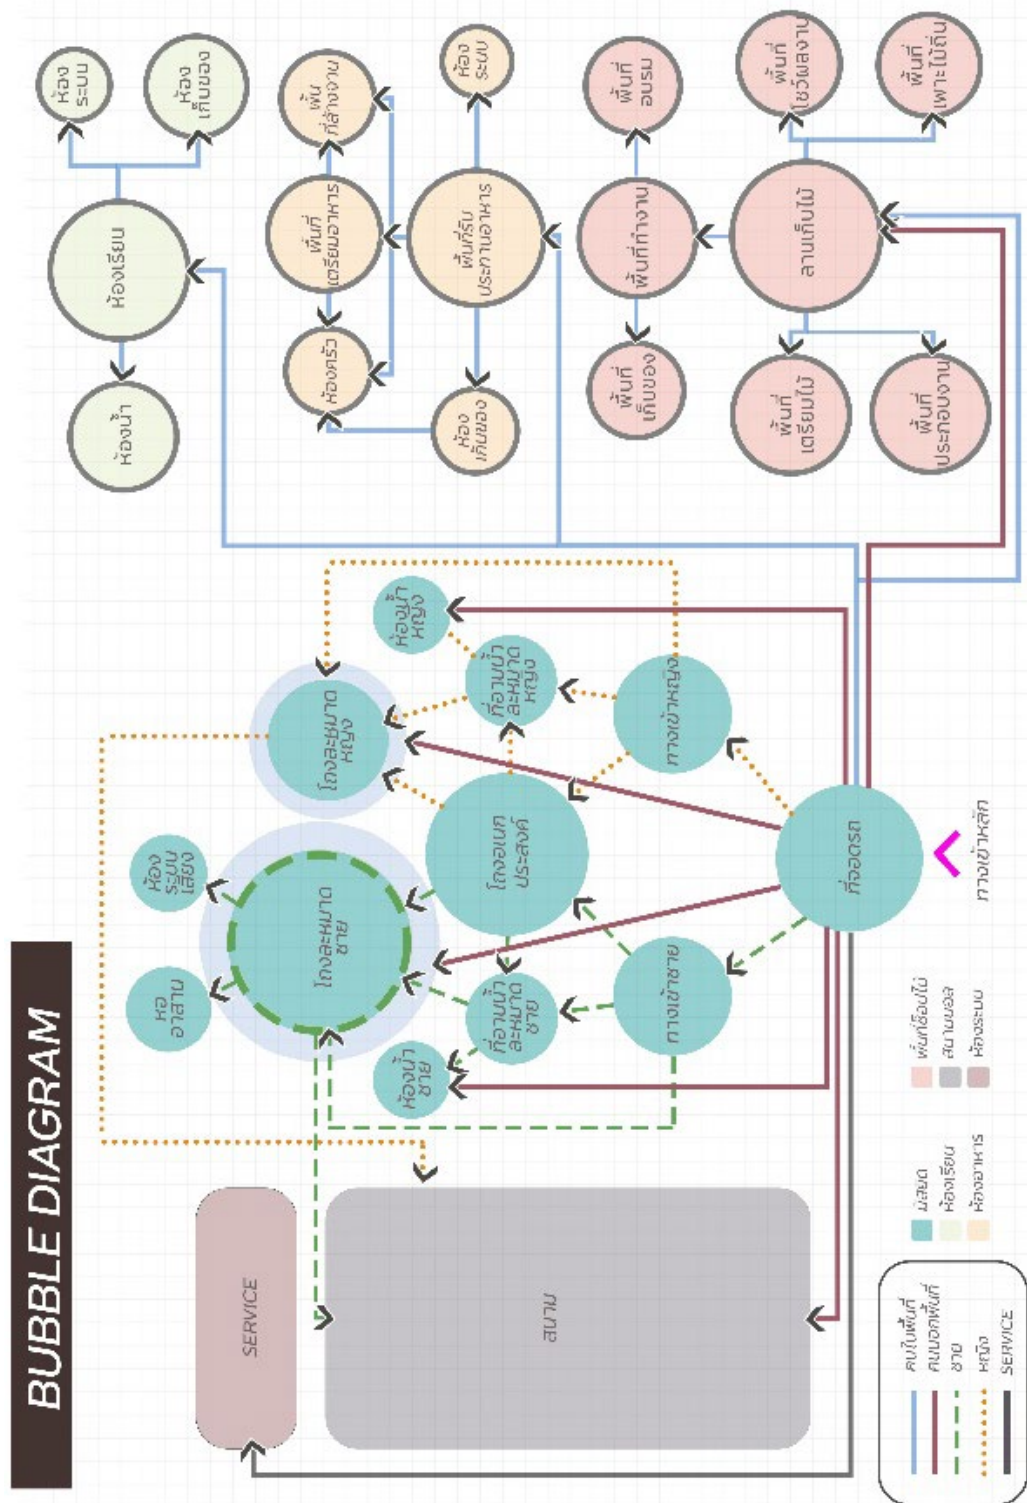 BUBBLE DIAGRAM
SERVICE
สนาม
ห้อง
อาสาน
ห้อง
ระบบ
เสียง
โถงละหมาด
ชาย
โถงละหมาด
หญิง
ห้องน้ำ
ชาย
ที่อาบน้ำ
ละหมาด
ชาย
โถงอเนก
ประสงค์
ที่อาบน้ำ
ละหมาด
หญิง
ห้องน้ำ
หญิง
ทางเข้าชาย
ทางเข้าหญิง
ที่จอดรถ
ทางเข้าหลัก
ห้องน้ำ
ห้องเรียน
ห้อง
ระบบ
ห้อง
เก็บของ
ห้องครัว
พื้นที่
เตรียมอาหาร
พื้น
ที่ล้างงาน
ห้อง
เก็บของ
พื้นที่รับ
ประทานอาหาร
ห้อง
ระบบ
พื้นที่
เก็บของ
พื้นที่ทำงาน
พื้นที่
อบรม
พื้นที่
เตรียมไม้
พื้นที่
ประกอบงาน
ลานเก็บไม้
พื้นที่
โชว์ผลงาน
พื้นที่
เพาะไม้ถิ่น
คนในพื้นที่
คนนอกพื้นที่
ชาย
หญิง
SERVICE
มัสยิด
ห้องเรียน
ห้องอาหาร
พื้นที่ช็อปไม้
สนามบอล
ห้องระบบ